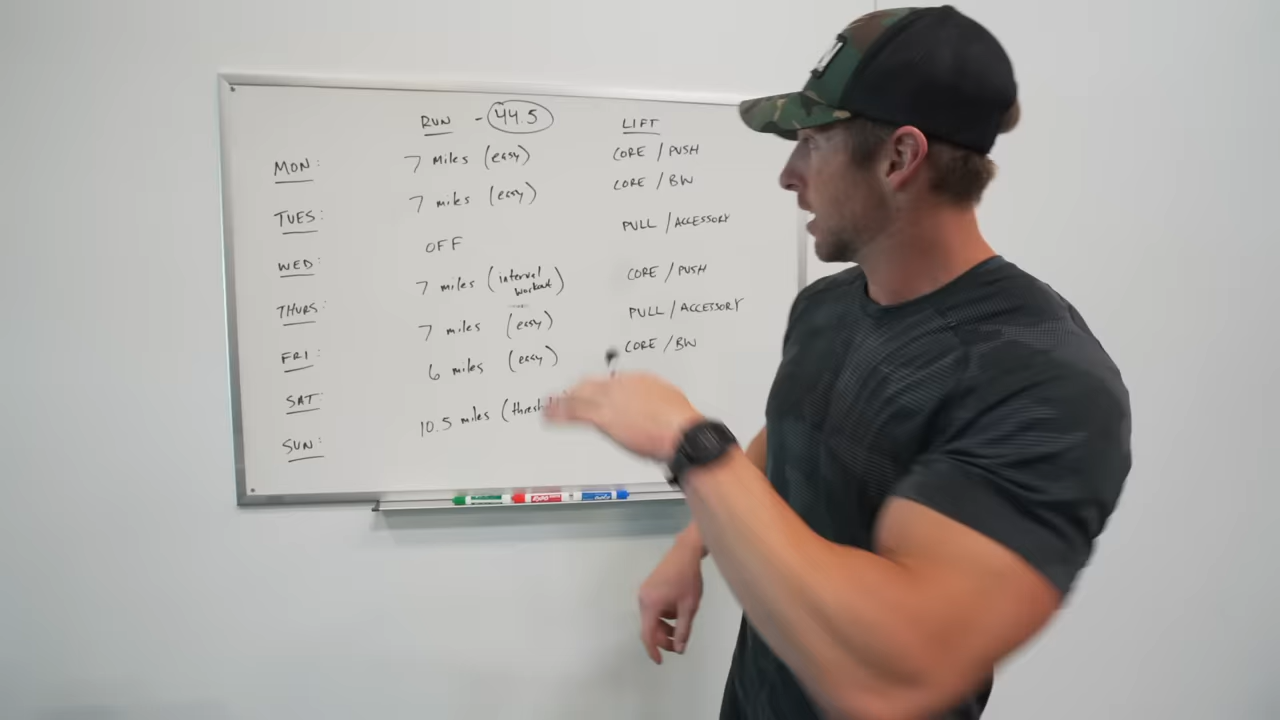 RUN - 44.5 LIFT
MON: 7 Miles (easy) CORE / PUSH
TUES: 7 miles (easy) CORE / BW
WED: OFF PULL / ACCESSORY
THURS: 7 miles (interval workout) CORE / PUSH
FRI: 7 miles (easy) PULL / ACCESSORY
SAT: 6 miles (easy) CORE / BW
SUN: 10.5 miles